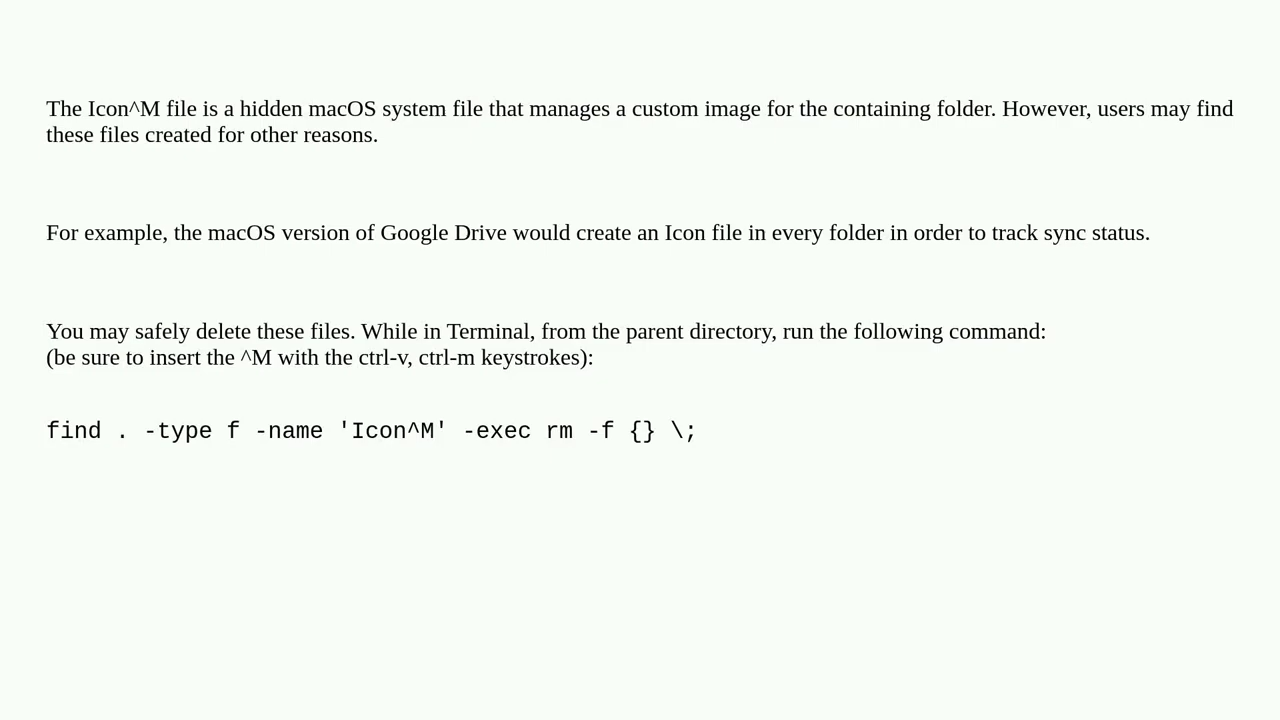 The Icon^M file is a hidden macOS system file that manages a custom image for the containing folder. However, users may find
these files created for other reasons.
For example, the macOS version of Google Drive would create an Icon file in every folder in order to track sync status.
You may safely delete these files. While in Terminal, from the parent directory, run the following command:
(be sure to insert the ^M with the ctrl-v, ctrl-m keystrokes):
find . -type f -name 'Icon^M' -exec rm -f {} \;